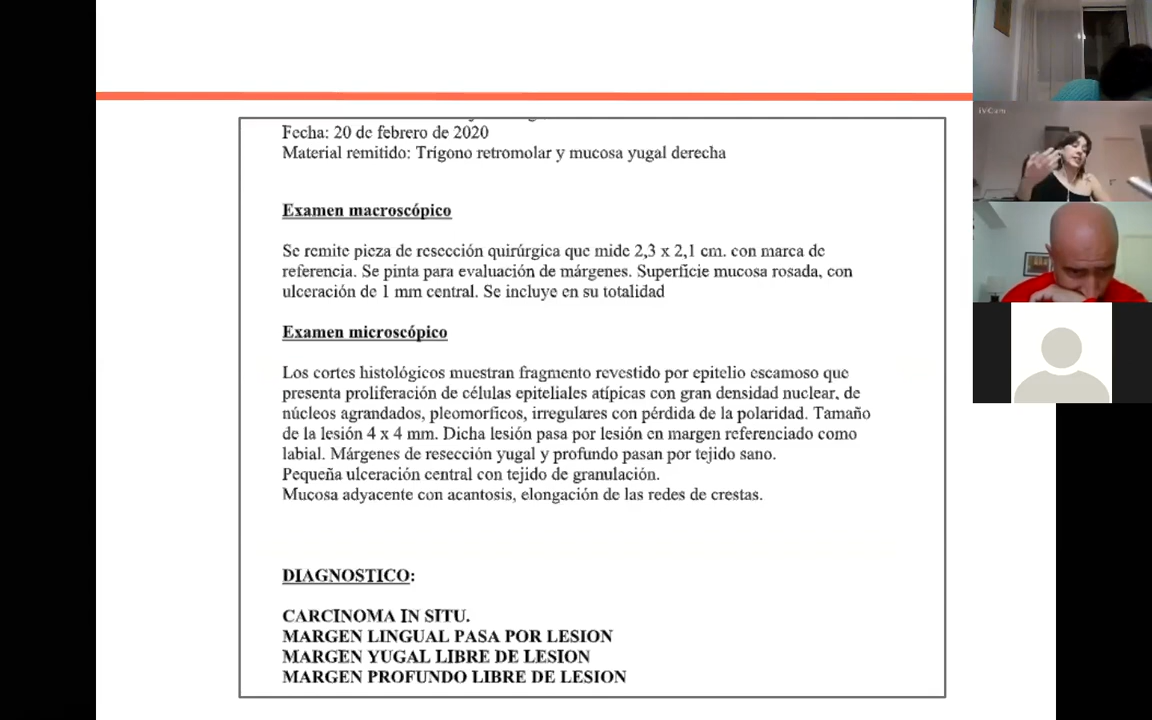 Fecha: 20 de febrero de 2020
Material remitido: Trígono retromolar y mucosa yugal derecha
Examen macroscópico
Se remite pieza de resección quirúrgica que mide 2,3 x 2,1 cm. con marca de
referencia. Se pinta para evaluación de márgenes. Superficie mucosa rosada, con
ulceración de 1 mm central. Se incluye en su totalidad
Examen microscópico
Los cortes histológicos muestran fragmento revestido por epitelio escamoso que
presenta proliferación de células epiteliales atípicas con gran densidad nuclear, de
núcleos agrandados, pleomorficos, irregulares con pérdida de la polaridad. Tamaño
de la lesión 4 x 4 mm. Dicha lesión pasa por lesión en margen referenciado como
labial. Márgenes de resección yugal y profundo pasan por tejido sano.
Pequeña ulceración central con tejido de granulación.
Mucosa adyacente con acantosis, elongación de las redes de crestas.
DIAGNOSTICO:
CARCINOMA IN SITU.
MARGEN LINGUAL PASA POR LESION
MARGEN YUGAL LIBRE DE LESION
MARGEN PROFUNDO LIBRE DE LESION
iVCam